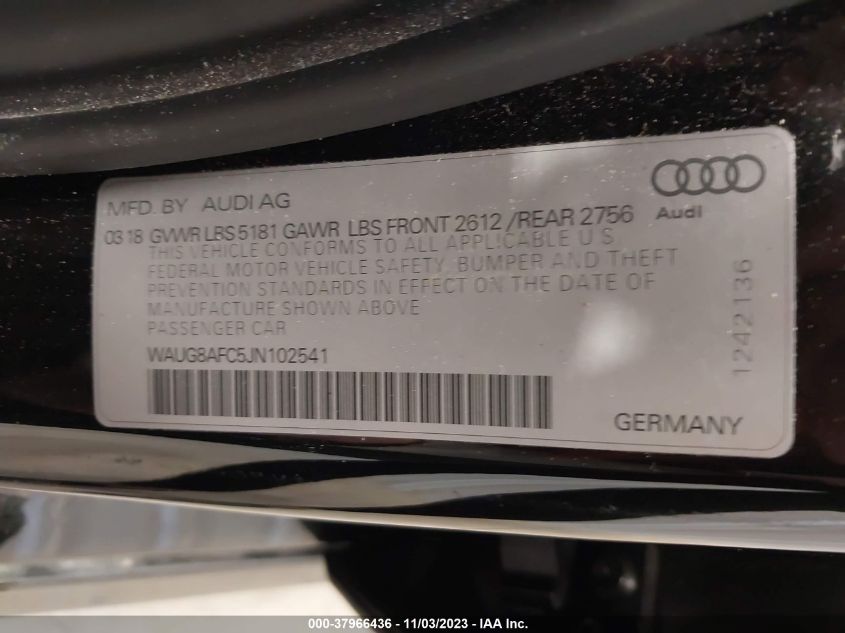 MFD. BY AUDI AG
Audi
03 18 GVWR LBS 5181 GAWR LBS FRONT 2612 /REAR 2756
THIS VEHICLE CONFORMS TO ALL APPLICABLE U S
FEDERAL MOTOR VEHICLE SAFETY, BUMPER AND THEFT
PREVENTION STANDARDS IN EFFECT ON THE DATE OF
MANUFACTURE SHOWN ABOVE
PASSENGER CAR
WAUG8AFC5JN102541
1242136
GERMANY
000-37966436 - 11/03/2023 - IAA Inc.